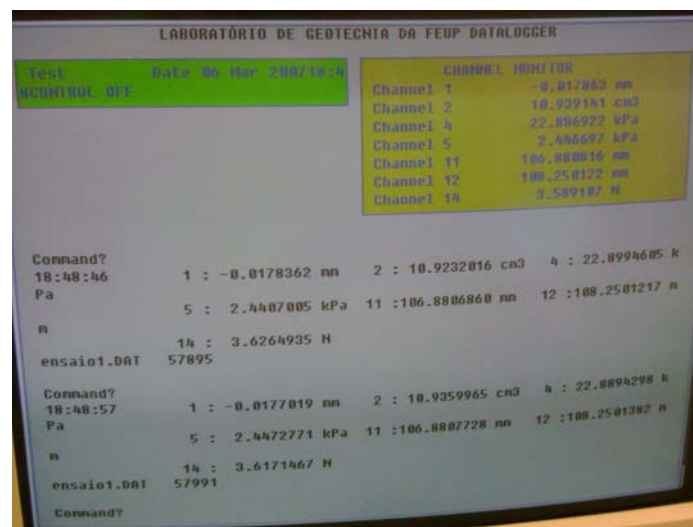 LABORATÓRIO DE GEOTECNIA DA FEUP DATALOGGER
Test Date 06 Mar 2007/18:4
NCONTROL OFF
CHANNEL MONITOR
Channel 1 -0.017863 mm
Channel 2 10.939141 cm3
Channel 4 22.886922 kPa
Channel 5 2.446697 kPa
Channel 11 106.880816 mm
Channel 12 108.250122 mm
Channel 14 3.589107 N
Command?
18:48:46 1 : -0.0178362 mm 2 : 10.9232016 cm3 4 : 22.8994605 k
Pa
5 : 2.4407005 kPa 11 :106.8806860 mm 12 :108.2501217 m
m
14 : 3.6264935 N
ensaio1.DAT 57895
Command?
18:48:57 1 : -0.0177019 mm 2 : 10.9359965 cm3 4 : 22.8894298 k
Pa
5 : 2.4472771 kPa 11 :106.8807728 mm 12 :108.2501382 m
m
14 : 3.6171467 N
ensaio1.DAT 57991
Command?